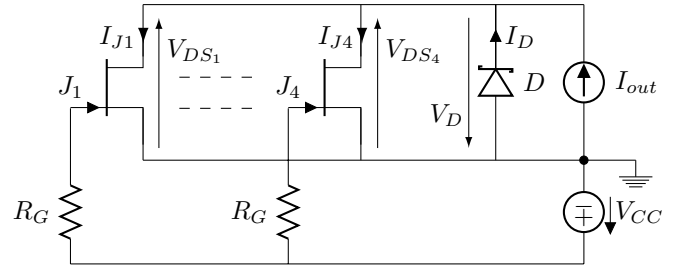 I_{J1}
V_{DS_1}
I_{J4}
V_{DS_4}
I_D
J_1
J_4
D
I_{out}
V_D
R_G
R_G
V_{CC}